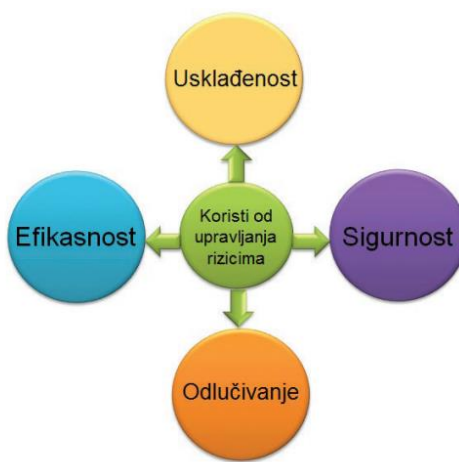 Usklađenost
Efikasnost
Koristi od
upravljanja
rizicima
Sigurnost
Odlučivanje